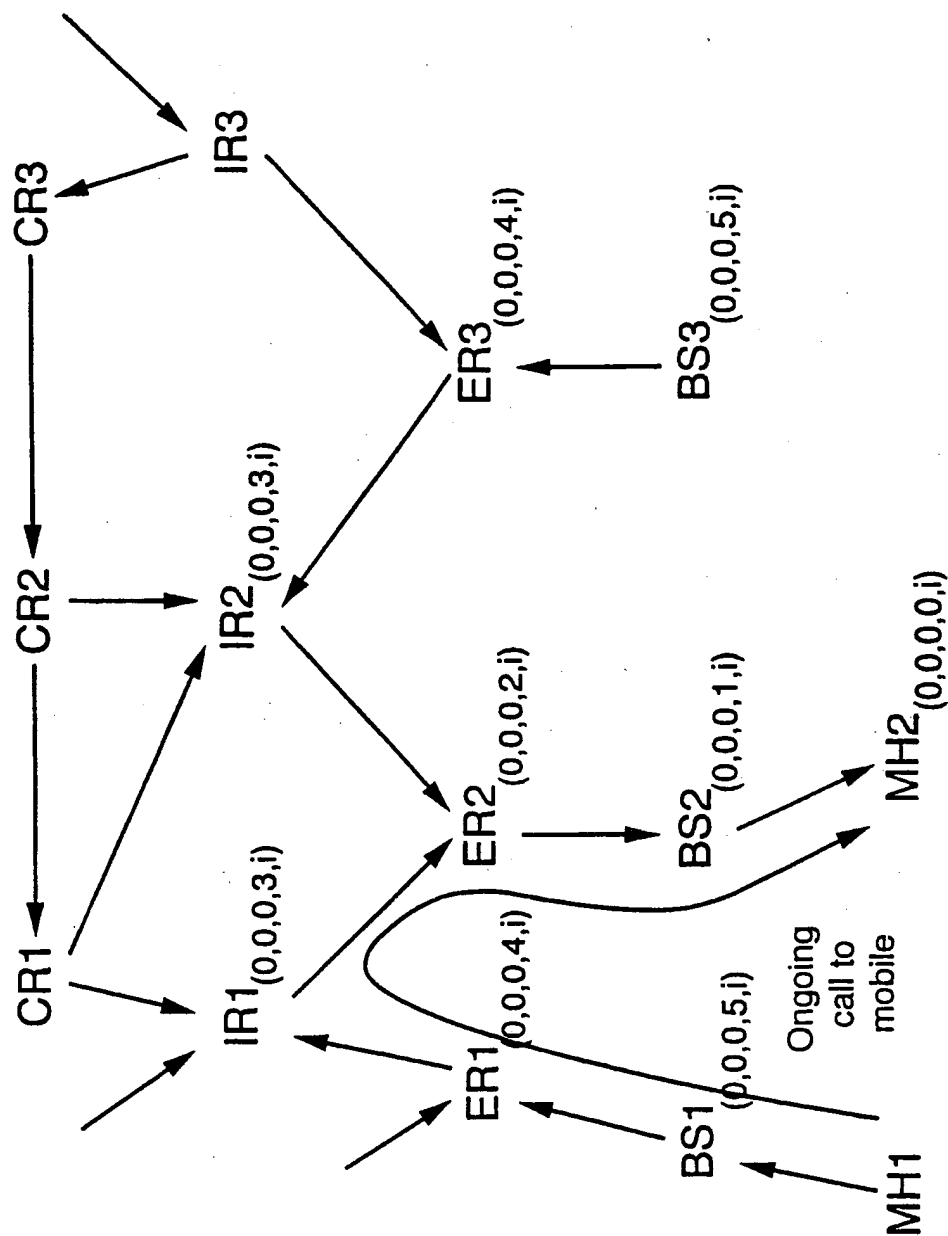 CR1
CR2
CR3
IR1(0,0,0,3,i)
IR2(0,0,0,3,i)
IR3
ER1(0,0,0,4,i)
ER2(0,0,0,2,i)
ER3(0,0,0,4,i)
BS1(0,0,0,5,i)
BS2(0,0,0,1,i)
BS3(0,0,0,5,i)
Ongoing
call to
mobile
MH1
MH2(0,0,0,0,i)